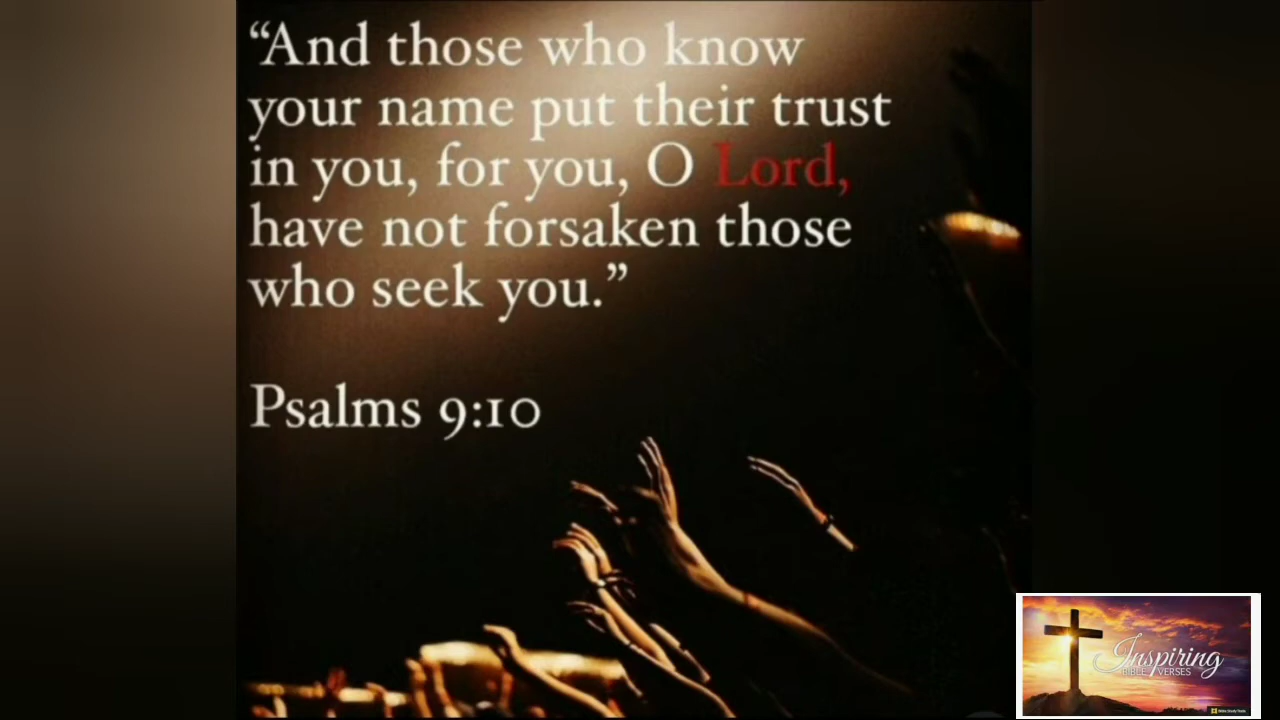 “And those who know
your name put their trust
in you, for you, O Lord,
have not forsaken those
who seek you.”
Psalms 9:10
Inspiring
BIBLE VERSES